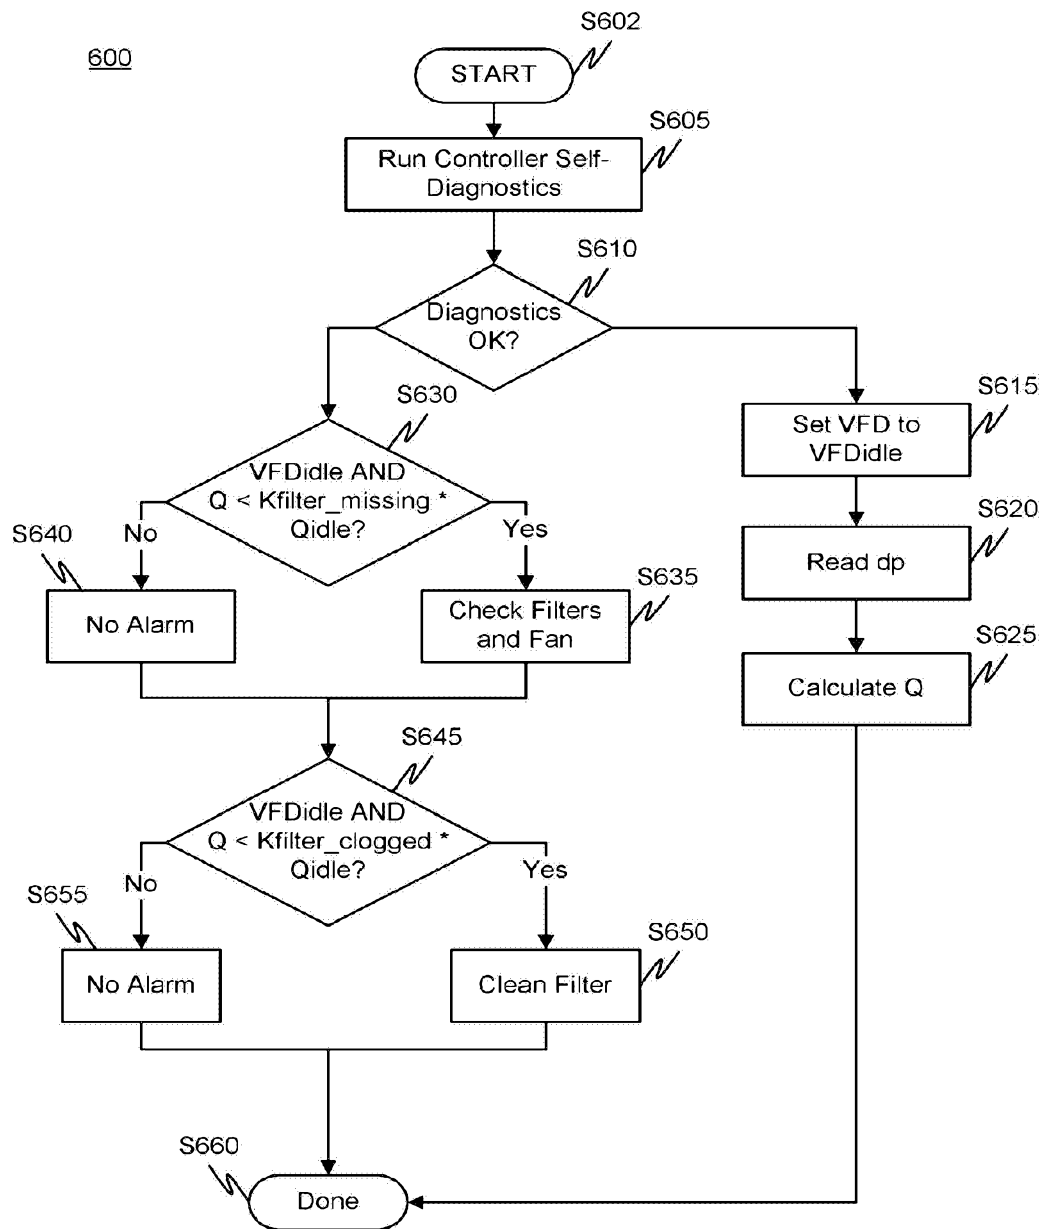 600
S602
START
S605
Run Controller Self-
Diagnostics
S610
Diagnostics
OK?
S630
VFDidle AND
Q < Kfilter_missing *
Qidle?
No
Yes
S615
Set VFD to
VFDidle
S640
No Alarm
S635
Check Filters
and Fan
S620
Read dp
S625
Calculate Q
S645
VFDidle AND
Q < Kfilter_clogged *
Qidle?
No
Yes
S655
No Alarm
S650
Clean Filter
S660
Done